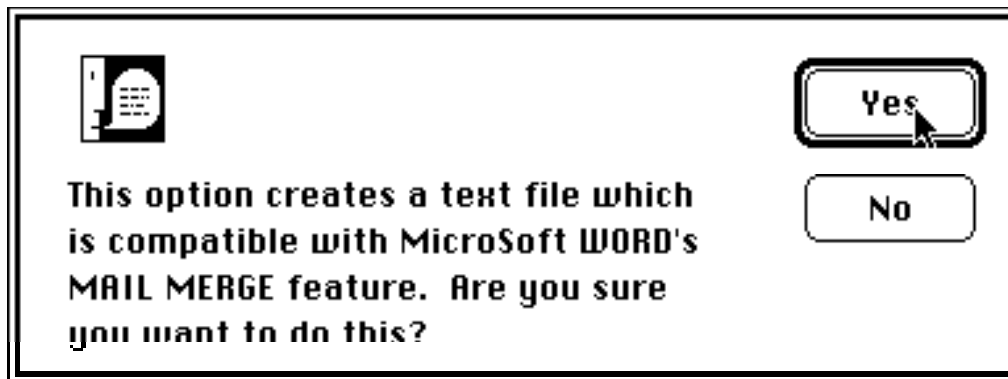 Yes
No
This option creates a text file which
is compatible with MicroSoft WORD's
MAIL MERGE feature.  Are you sure
you want to do this?